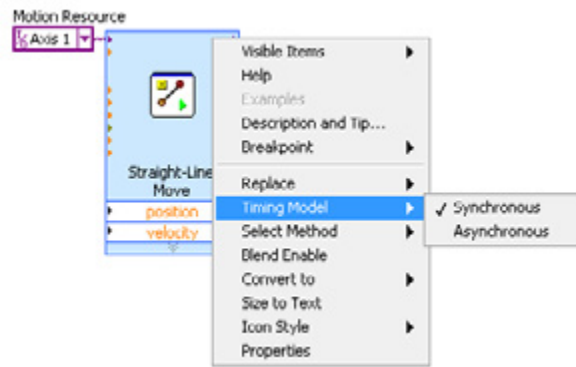 Motion Resource
Axis 1
Straight-Line
Move
position
velocity
Visible Items
Help
Examples
Description and Tip...
Breakpoint
Replace
Timing Model
Select Method
Blend Enable
Convert to
Size to Text
Icon Style
Properties
✓ Synchronous
Asynchronous